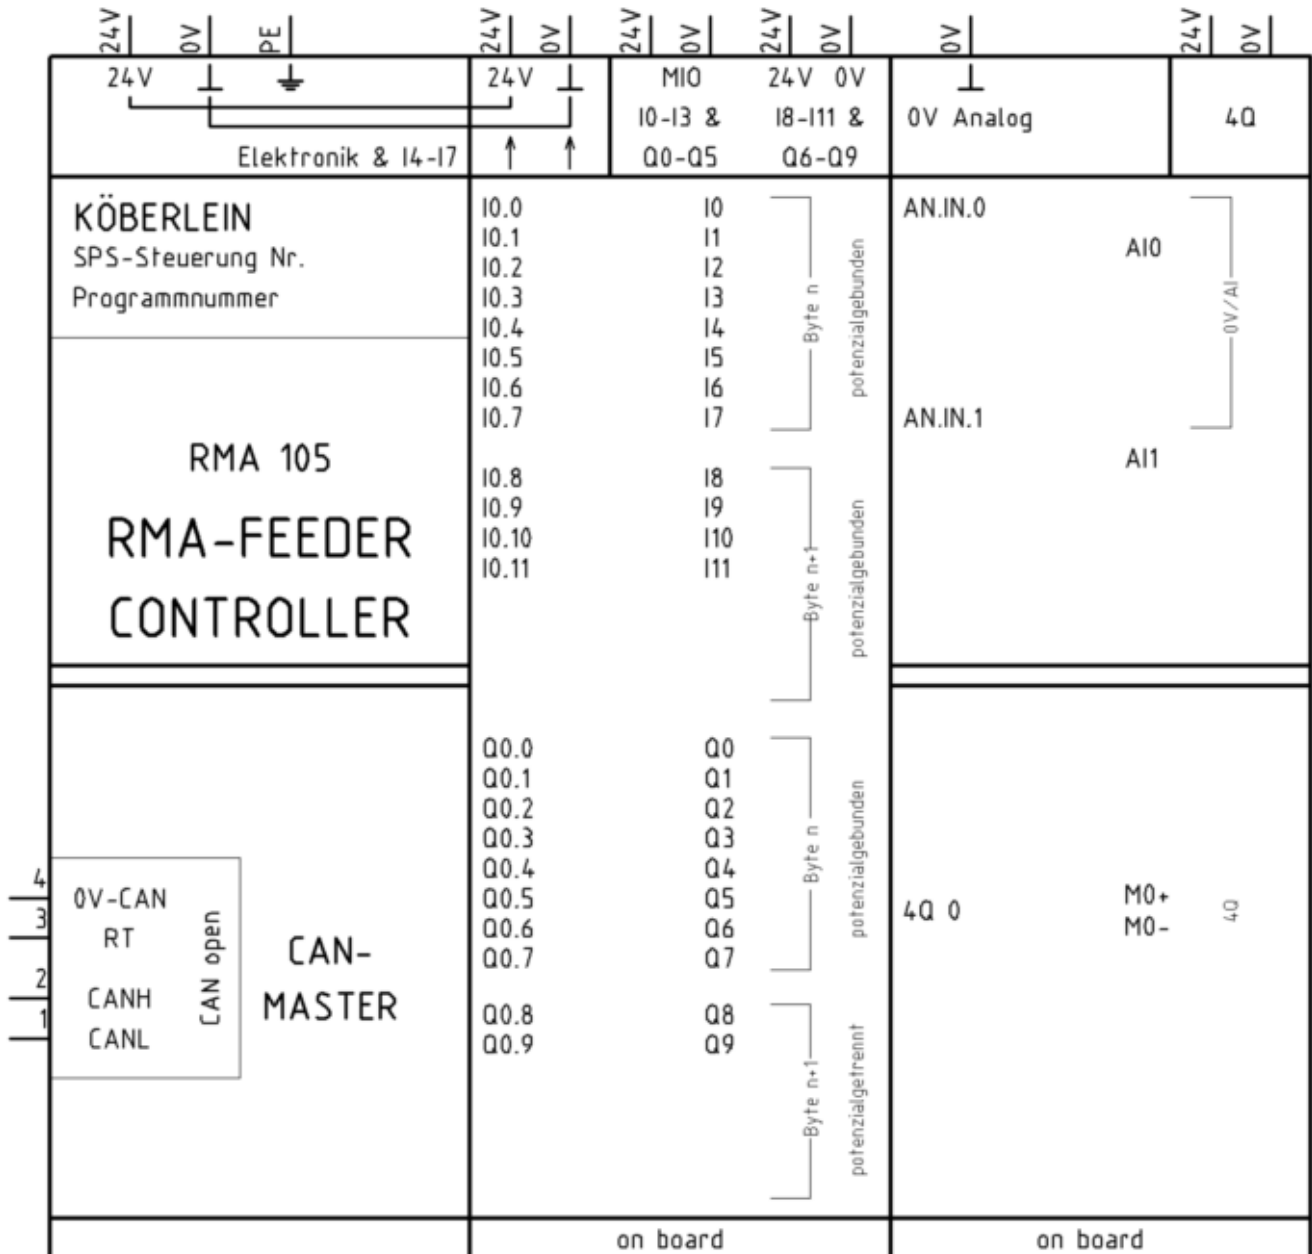 24V 0V PE 24V 0V 24V 0V 24V 0V 0V 24V 0V
24V 24V MIO 24V 0V
I0-I3 & I8-I11 & 0V Analog 4Q
Elektronik & I4-I7 Q0-Q5 Q6-Q9
KÖBERLEIN
SPS-Steuerung Nr.
Programmnummer
RMA 105
RMA-FEEDER
CONTROLLER
4 0V-CAN
3 RT
2 CANH
1 CANL
CAN open
CAN-
MASTER
I0.0 I0
I0.1 I1
I0.2 I2
I0.3 I3
I0.4 I4
I0.5 I5
I0.6 I6
I0.7 I7
Byte n
potenzialgebunden
I0.8 I8
I0.9 I9
I0.10 I10
I0.11 I11
Byte n+1
potenzialgebunden
Q0.0 Q0
Q0.1 Q1
Q0.2 Q2
Q0.3 Q3
Q0.4 Q4
Q0.5 Q5
Q0.6 Q6
Q0.7 Q7
Byte n
potenzialgebunden
Q0.8 Q8
Q0.9 Q9
Byte n+1
potenzialgetrennt
on board
AN.IN.0
AI0
AN.IN.1
AI1
0V/AI
4Q 0
M0+
M0-
4Q
on board